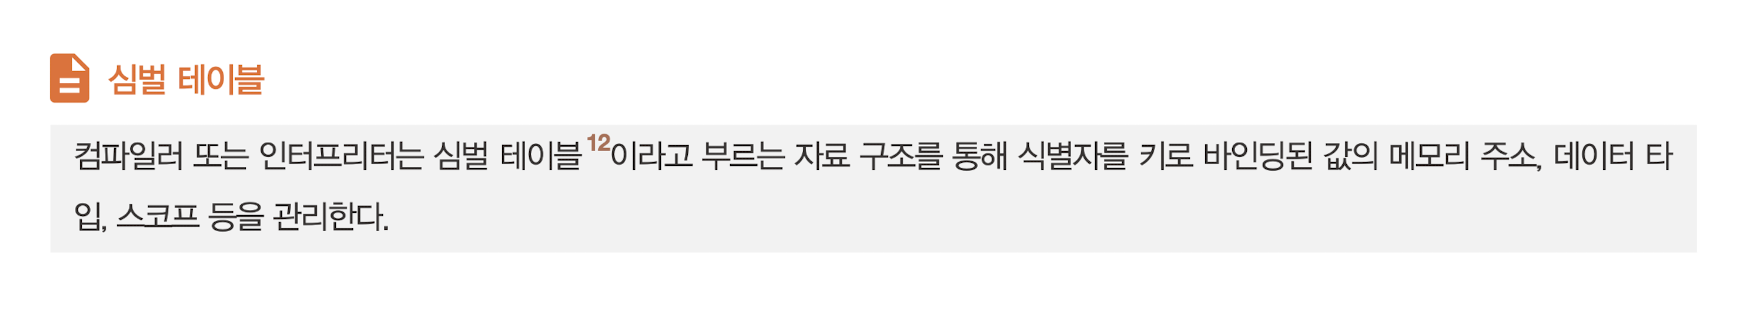 심벌 테이블
컴파일러 또는 인터프리터는 심벌 테이블12이라고 부르는 자료 구조를 통해 식별자를 키로 바인딩된 값의 메모리 주소, 데이터 타
입, 스코프 등을 관리한다.